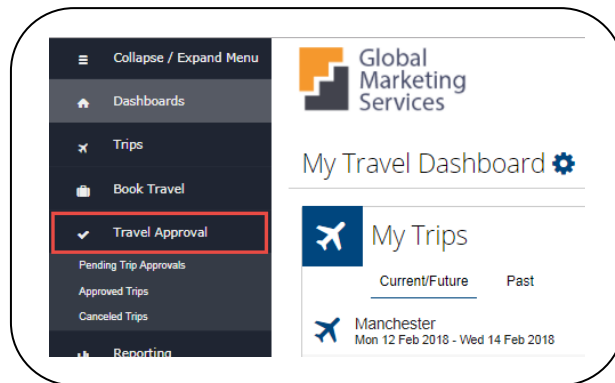 Collapse / Expand Menu
Dashboards
Trips
Book Travel
Travel Approval
Pending Trip Approvals
Approved Trips
Canceled Trips
Reporting
Global
Marketing
Services
My Travel Dashboard
My Trips
Current/Future Past
Manchester
Mon 12 Feb 2018 - Wed 14 Feb 2018